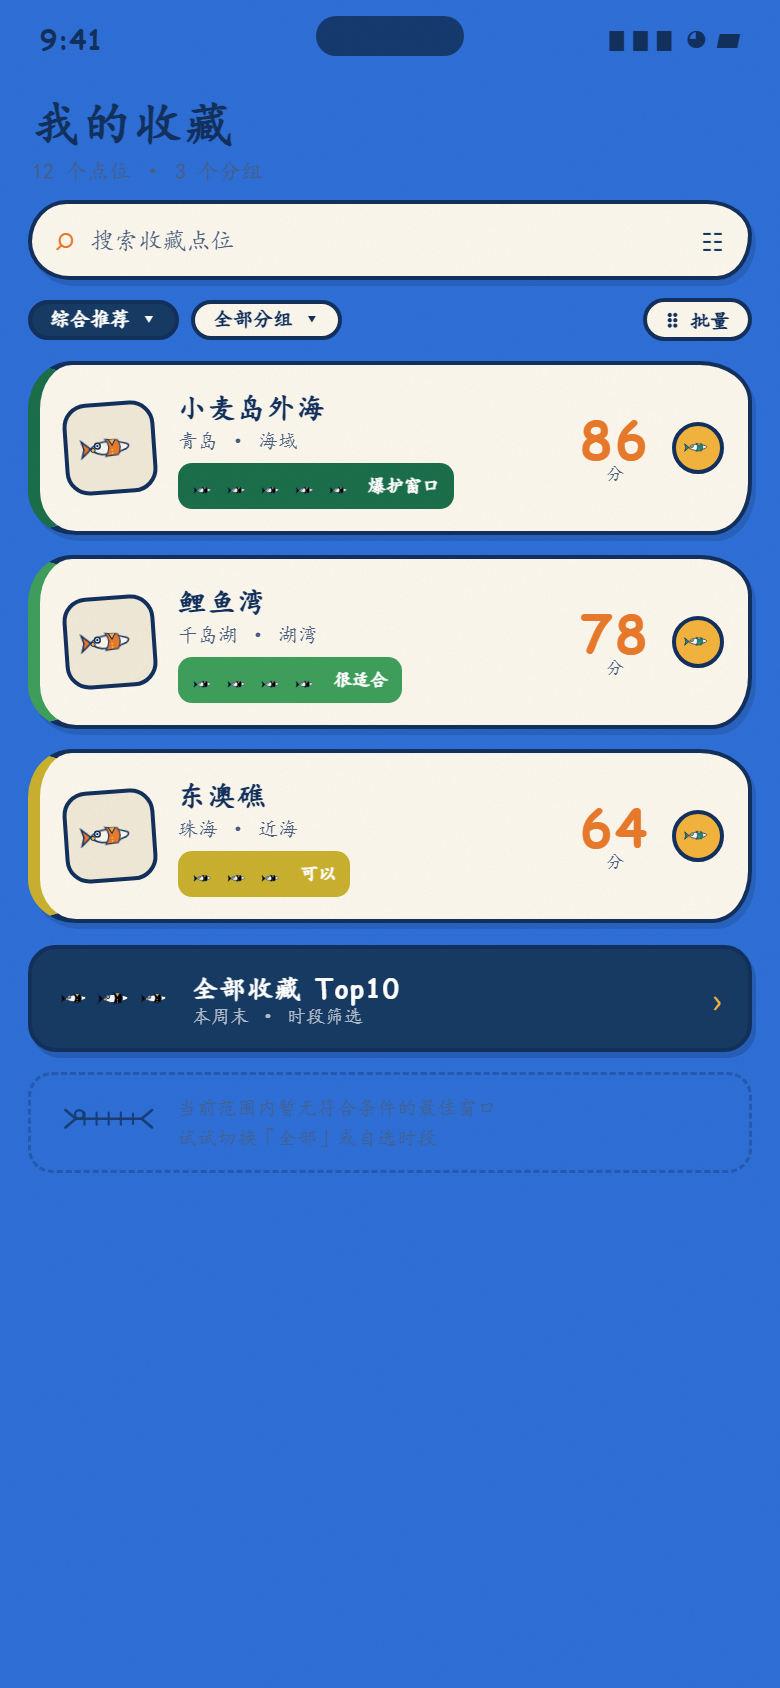 9:41
我的收藏
12 个点位 • 3 个分组
搜索收藏点位
综合推荐 ▼
全部分组 ▼
批量
小麦岛外海
青岛 • 海域
爆护窗口
86
分
鲤鱼湾
千岛湖 • 湖湾
很适合
78
分
东澳礁
珠海 • 近海
可以
64
分
全部收藏 Top10
本周末 • 时段筛选
›
当前范围内暂无符合条件的最佳窗口
试试切换「全部」或自选时段